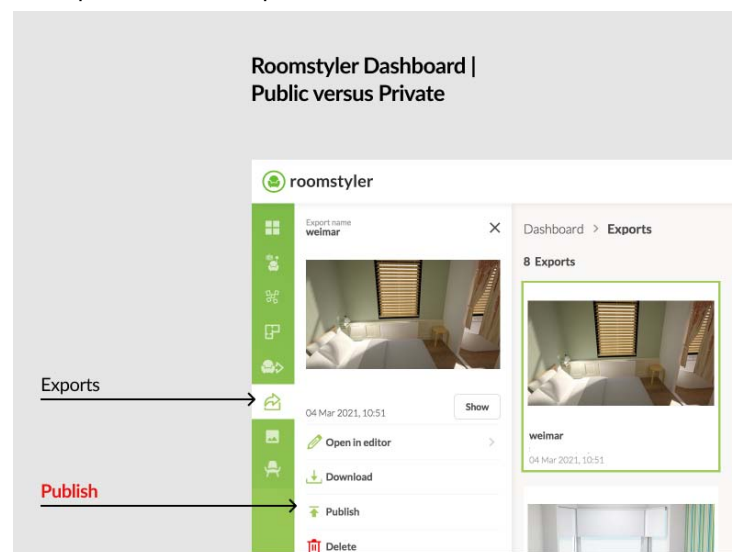 Roomstyler Dashboard |
Public versus Private
roomstyler
Export name
weimar
Dashboard > Exports
8 Exports
Exports
04 Mar 2021, 10:51
Show
Open in editor
Download
Publish
Publish
Delete
weimar
04 Mar 2021, 10:51